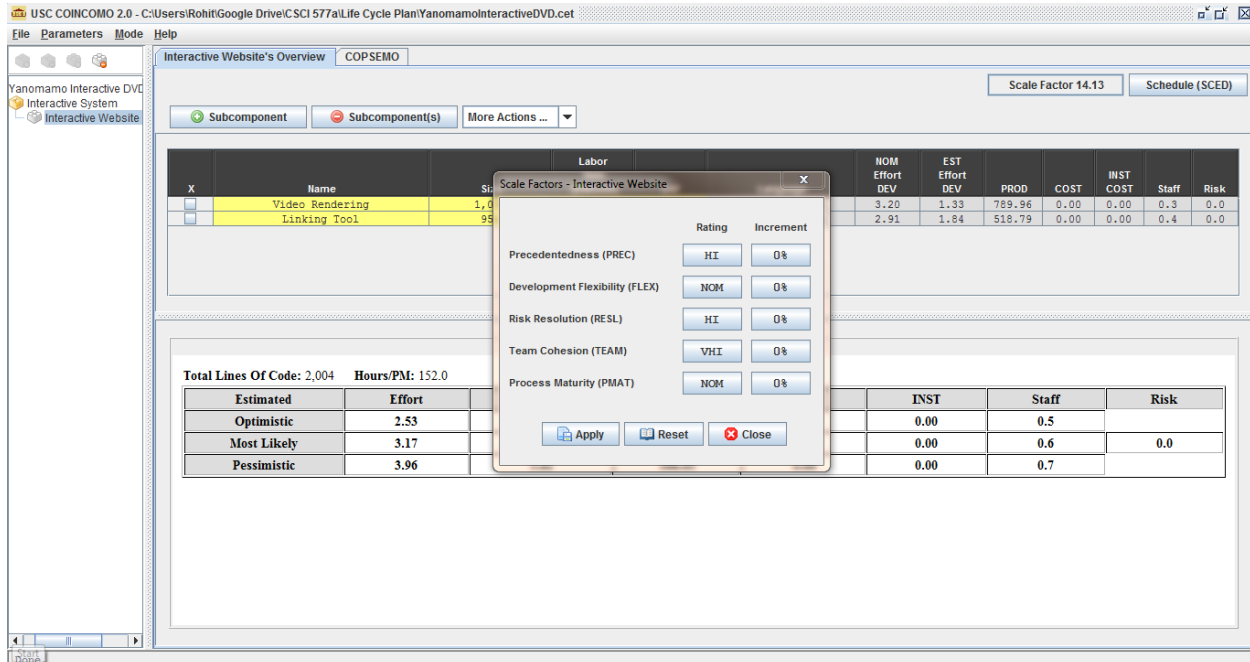 USC COINCOMO 2.0 - C:\Users\Rohit\Google Drive\CSCI 577a\Life Cycle Plan\YanomamoInteractiveDVD.cet
File Parameters Mode Help
Interactive Website's Overview COPSEMO
Yanomamo Interactive DVD
Interactive System
Interactive Website
Scale Factor 14.13 Schedule (SCED)
Subcomponent Subcomponent(s) More Actions ...
X Name Labor NOM Effort DEV EST Effort DEV PROD COST INST COST Staff Risk
Video Rendering 1,0 3.20 1.33 789.96 0.00 0.00 0.3 0.0
Linking Tool 95 2.91 1.84 518.79 0.00 0.00 0.4 0.0
Scale Factors - Interactive Website x
Rating Increment
Precedentedness (PREC) HI 0%
Development Flexibility (FLEX) NOM 0%
Risk Resolution (RESL) HI 0%
Team Cohesion (TEAM) VHI 0%
Process Maturity (PMAT) NOM 0%
Apply Reset Close
Total Lines Of Code: 2,004 Hours/PM: 152.0
Estimated Effort INST Staff Risk
Optimistic 2.53 0.00 0.5
Most Likely 3.17 0.00 0.6 0.0
Pessimistic 3.96 0.00 0.7
Start
Done